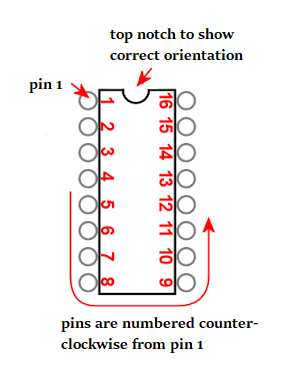 top notch to show
correct orientation
pin 1
1 16
2 15
3 14
4 13
5 12
6 11
7 10
8 9
pins are numbered counter-
clockwise from pin 1